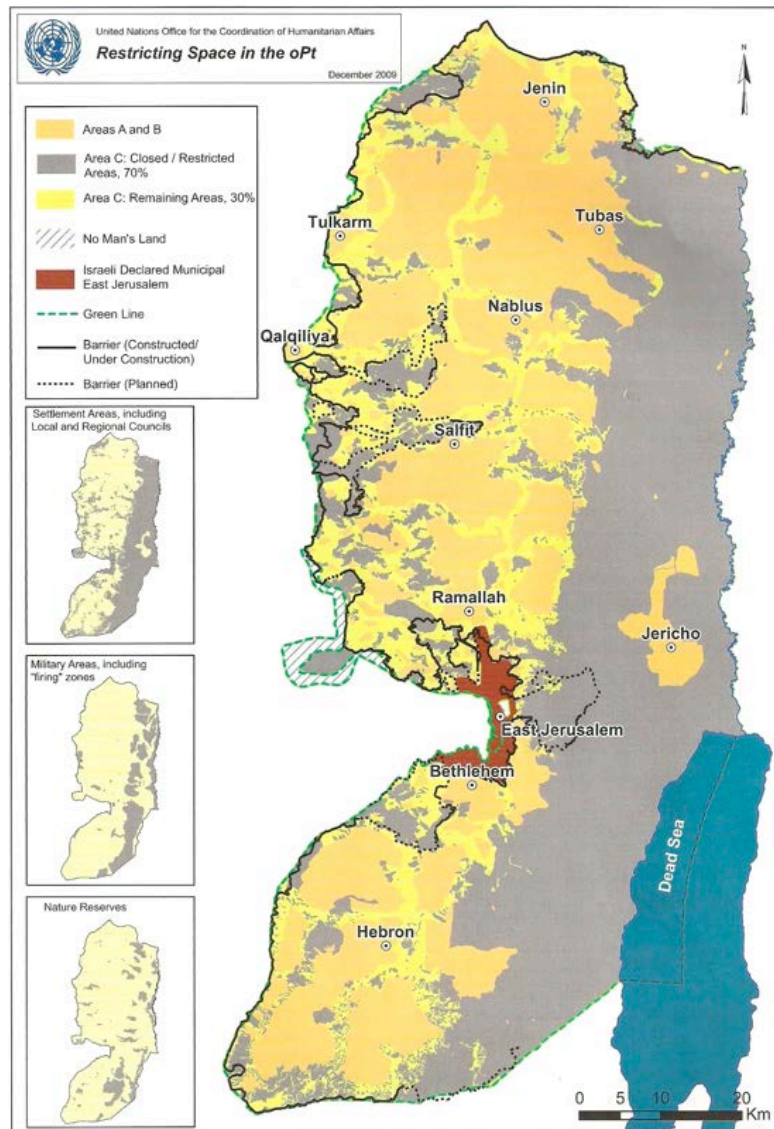 United Nations Office for the Coordination of Humanitarian Affairs
Restricting Space in the oPt
December 2009
N
Areas A and B
Area C: Closed / Restricted
Areas, 70%
Area C: Remaining Areas, 30%
No Man's Land
Israeli Declared Municipal
East Jerusalem
Green Line
Barrier (Constructed/
Under Construction)
Barrier (Planned)
Settlement Areas, including
Local and Regional Councils
Military Areas, including
"firing" zones
Nature Reserves
Jenin
Tulkarm
Tubas
Nablus
Qalqiliya
Salfit
Ramallah
Jericho
East Jerusalem
Bethlehem
Dead Sea
Hebron
0 5 10 20
Km